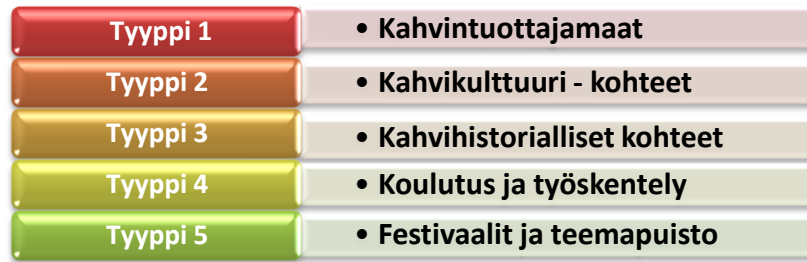 Tyyppi 1 • Kahvintuottajamaat
Tyyppi 2 • Kahvikulttuuri - kohteet
Tyyppi 3 • Kahvihistorialliset kohteet
Tyyppi 4 • Koulutus ja työskentely
Tyyppi 5 • Festivaalit ja teemapuisto